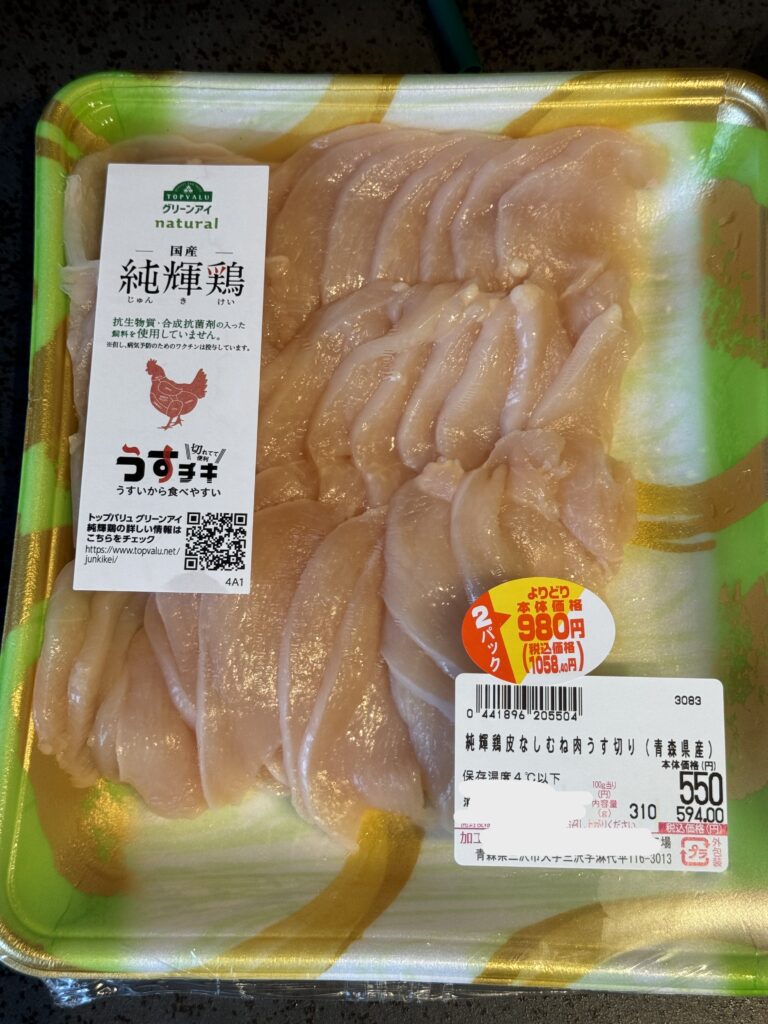 TOPVALU
グリーンアイ
natural
国産
純輝鶏
じゅん き けい
抗生物質・合成抗菌剤の入った
飼料を使用していません。
※但し、病気予防のためのワクチンは投与しています。
切れてて
便利
うすチキ
うすいから食べやすい
トップバリュ グリーンアイ
純輝鶏の詳しい情報は
こちらをチェック
https://www.topvalu.net/
junkikei/
4A1
2パック
よりどり
本体価格
980円
(税込価格
1058.40円)
3083
0 441896 205504
純輝鶏皮なしむね肉うす切り(青森県産)
本体価格(円)
保存温度4℃以下
550
100g当り
(円)
内容量
(g)
310
594.00
税込価格(円)
加工
場
プラ
外包装